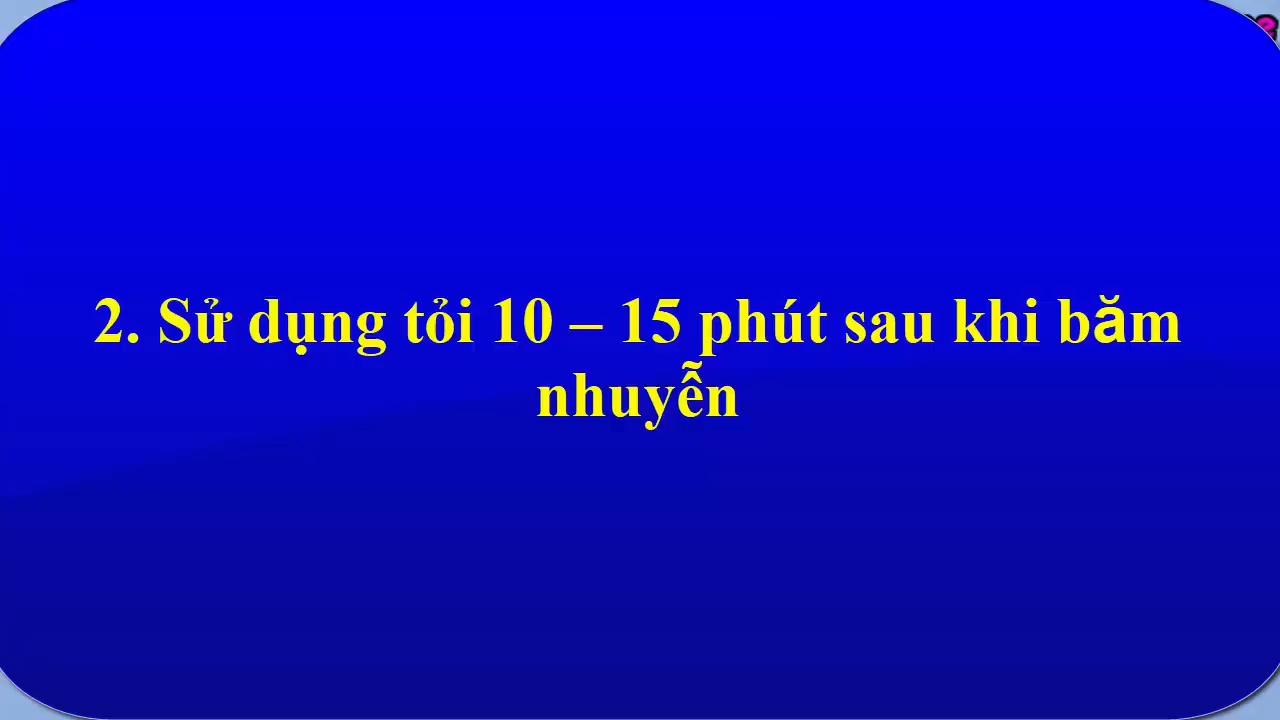 2. Sử dụng tỏi 10 – 15 phút sau khi băm
nhuyễn